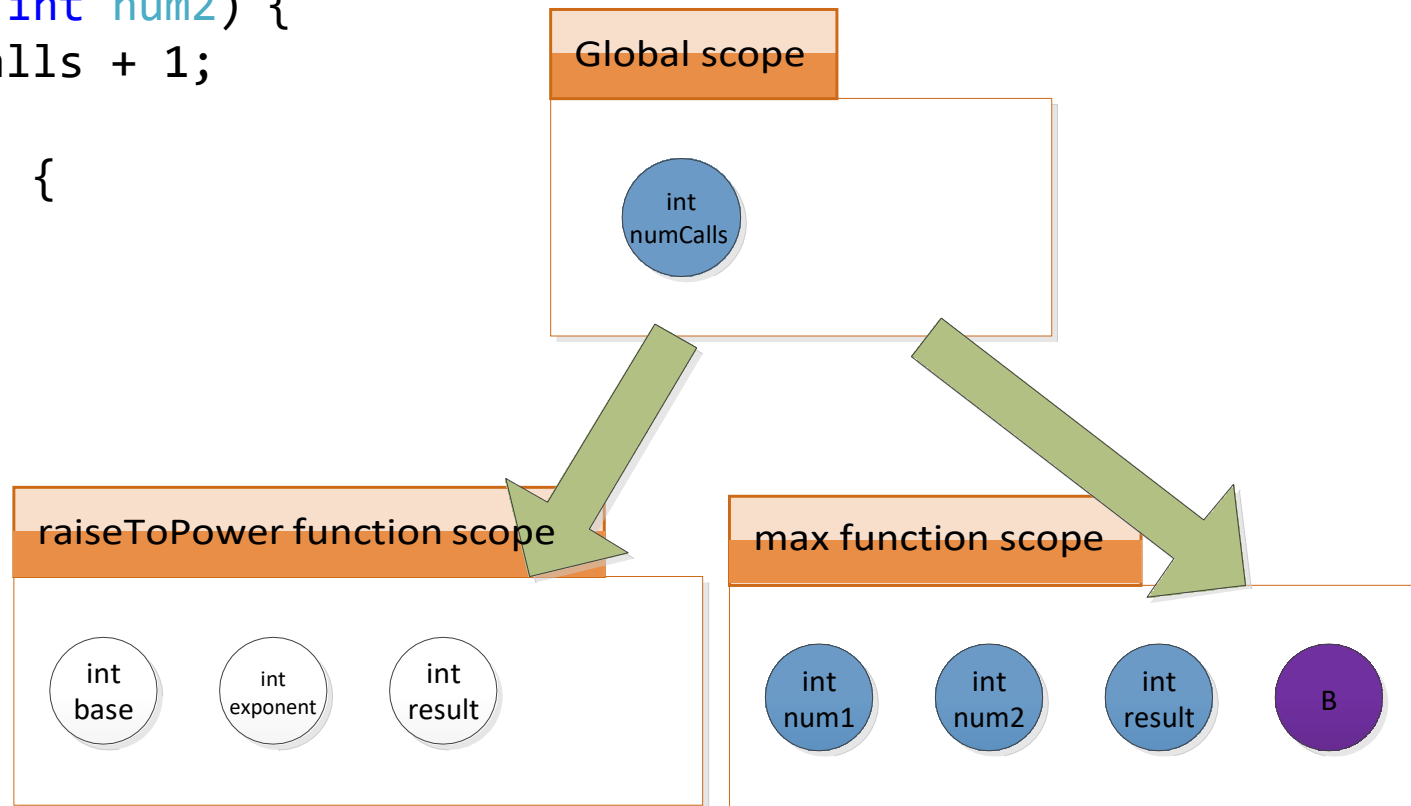 int num2) {
alls + 1;
{
Global scope
int
numCalls
raiseToPower function scope
int
base
int
exponent
int
result
max function scope
int
num1
int
num2
int
result
B